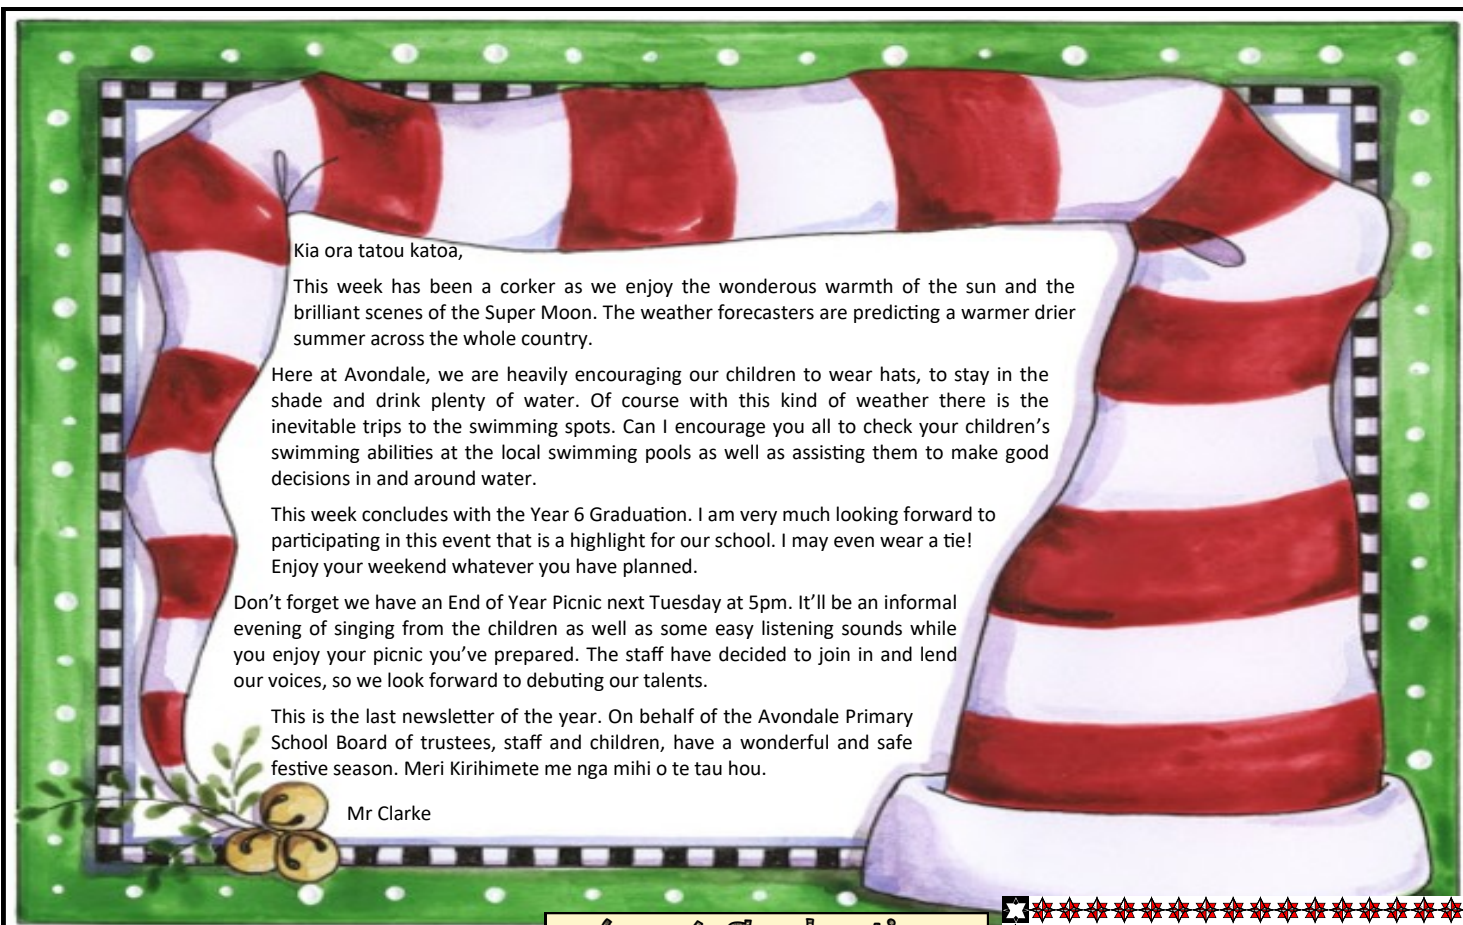 Kia ora tatou katoa,
This week has been a corker as we enjoy the wonderous warmth of the sun and the
brilliant scenes of the Super Moon. The weather forecasters are predicting a warmer drier
summer across the whole country.
Here at Avondale, we are heavily encouraging our children to wear hats, to stay in the
shade and drink plenty of water. Of course with this kind of weather there is the
inevitable trips to the swimming spots. Can I encourage you all to check your children’s
swimming abilities at the local swimming pools as well as assisting them to make good
decisions in and around water.
This week concludes with the Year 6 Graduation. I am very much looking forward to
participating in this event that is a highlight for our school. I may even wear a tie!
Enjoy your weekend whatever you have planned.
Don’t forget we have an End of Year Picnic next Tuesday at 5pm. It’ll be an informal
evening of singing from the children as well as some easy listening sounds while
you enjoy your picnic you’ve prepared. The staff have decided to join in and lend
our voices, so we look forward to debuting our talents.
This is the last newsletter of the year. On behalf of the Avondale Primary
School Board of trustees, staff and children, have a wonderful and safe
festive season. Meri Kirihimete me nga mihi o te tau hou.
Mr Clarke